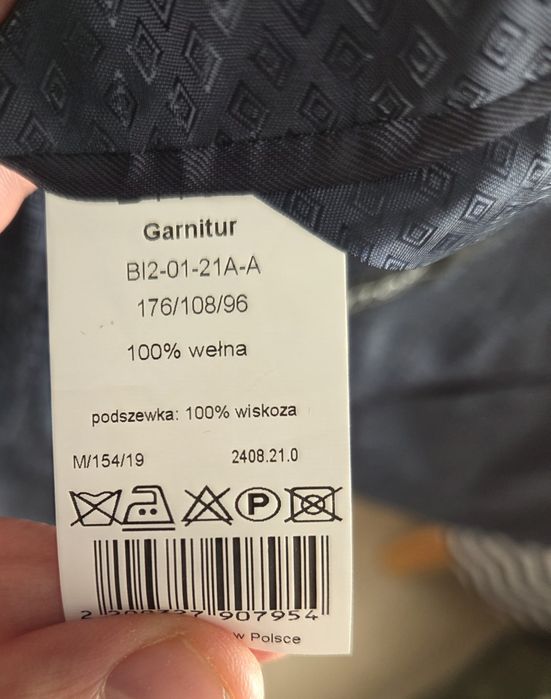 Garnitur
BI2-01-21A-A
176/108/96
100% wełna
podszewka: 100% wiskoza
M/154/19 2408.21.0
P
907954
w Polsce